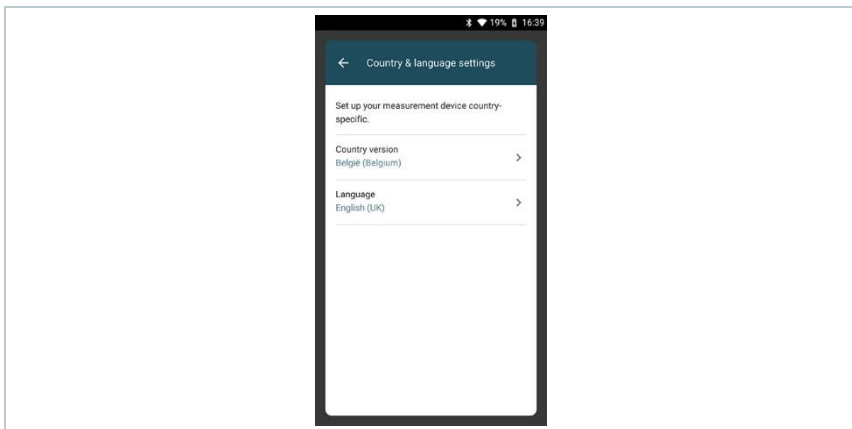 19% 16:39
Country & language settings
Set up your measurement device country-
specific.
Country version
België (Belgium)
Language
English (UK)